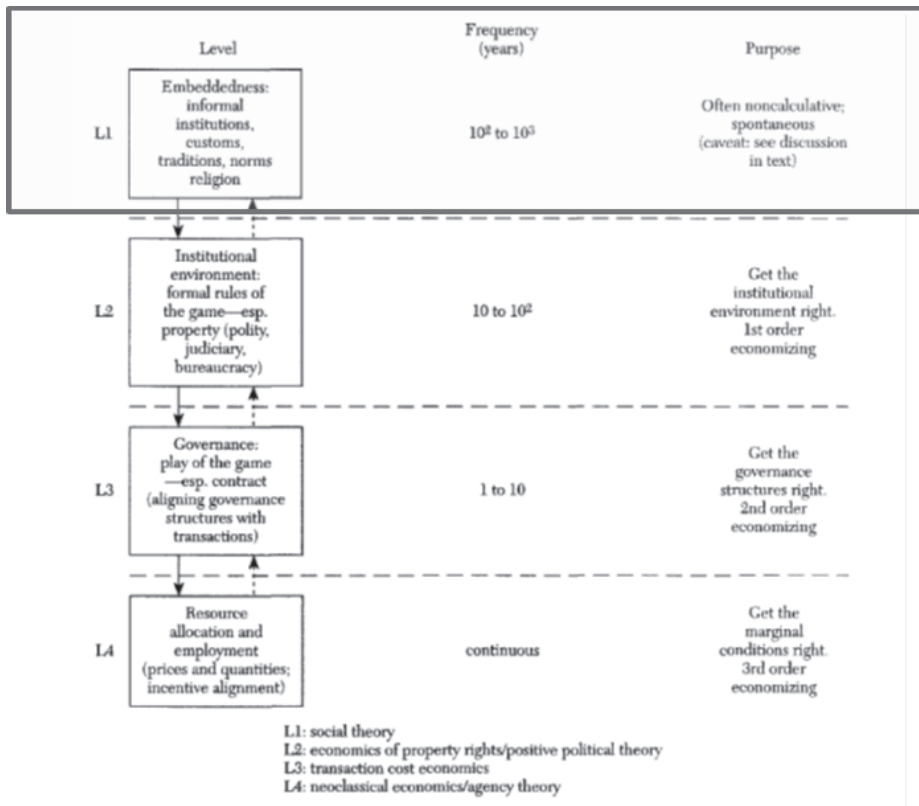 Level
Frequency
(years)
Purpose
L1
Embeddedness:
informal
institutions,
customs,
traditions, norms
religion
10² to 10³
Often noncalculative;
spontaneous
(caveat: see discussion
in text)
L2
Institutional
environment:
formal rules of
the game—esp.
property (polity,
judiciary,
bureaucracy)
10 to 10²
Get the
institutional
environment right.
1st order
economizing
L3
Governance:
play of the game
—esp. contract
(aligning governance
structures with
transactions)
1 to 10
Get the
governance
structures right.
2nd order
economizing
L4
Resource
allocation and
employment
(prices and quantities;
incentive alignment)
continuous
Get the
marginal
conditions right.
3rd order
economizing
L1: social theory
L2: economics of property rights/positive political theory
L3: transaction cost economics
L4: neoclassical economics/agency theory